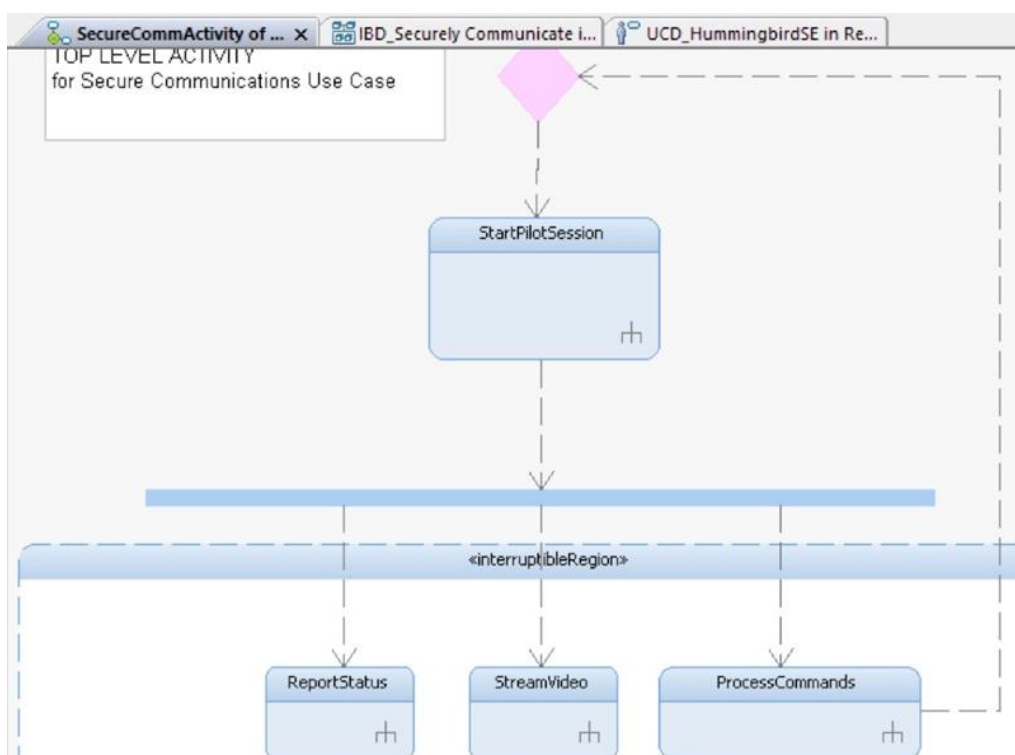 SecureCommActivity of ... x
IBD_Securely Communicate i...
UCD_HummingbirdSE in Re...
TOP LEVEL ACTIVITY
for Secure Communications Use Case
StartPilotSession
«interruptibleRegion»
ReportStatus
StreamVideo
ProcessCommands